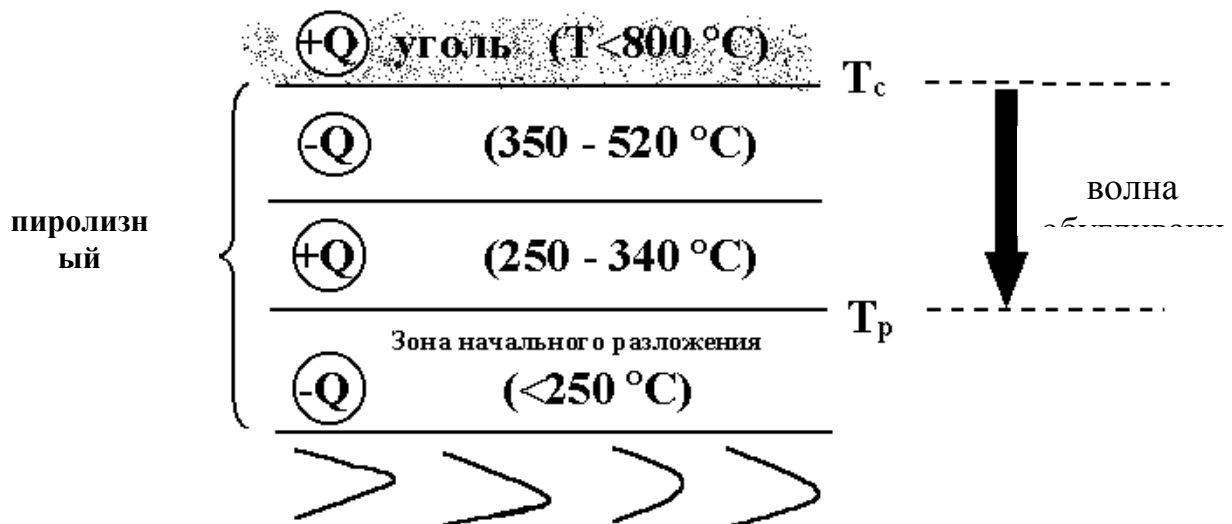 +Q уголь (T<800 °C)
Tc
-Q (350 - 520 °C)
волна
пиролизн
ый
+Q (250 - 340 °C)
Tp
Зона начального разложения
-Q (<250 °C)